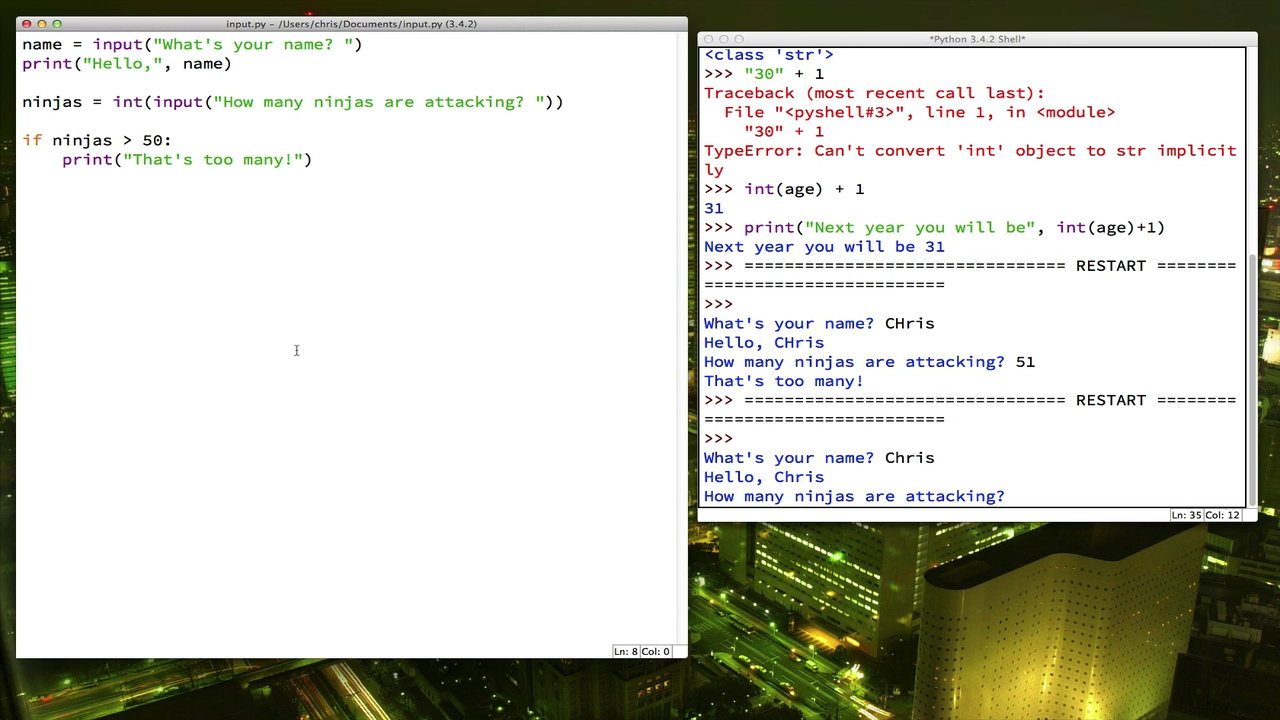 input.py – /Users/chris/Documents/input.py (3.4.2)
name = input("What's your name? ")
print("Hello,", name)
ninjas = int(input("How many ninjas are attacking? "))
if ninjas > 50:
    print("That's too many!")
Ln: 8 Col: 0
*Python 3.4.2 Shell*
<class 'str'>
>>> "30" + 1
Traceback (most recent call last):
  File "<pyshell#3>", line 1, in <module>
    "30" + 1
TypeError: Can't convert 'int' object to str implicit
ly
>>> int(age) + 1
31
>>> print("Next year you will be", int(age)+1)
Next year you will be 31
>>> ================================ RESTART ========
========================
>>>
What's your name? CHris
Hello, CHris
How many ninjas are attacking? 51
That's too many!
>>> ================================ RESTART ========
========================
>>>
What's your name? Chris
Hello, Chris
How many ninjas are attacking?
Ln: 35 Col: 12